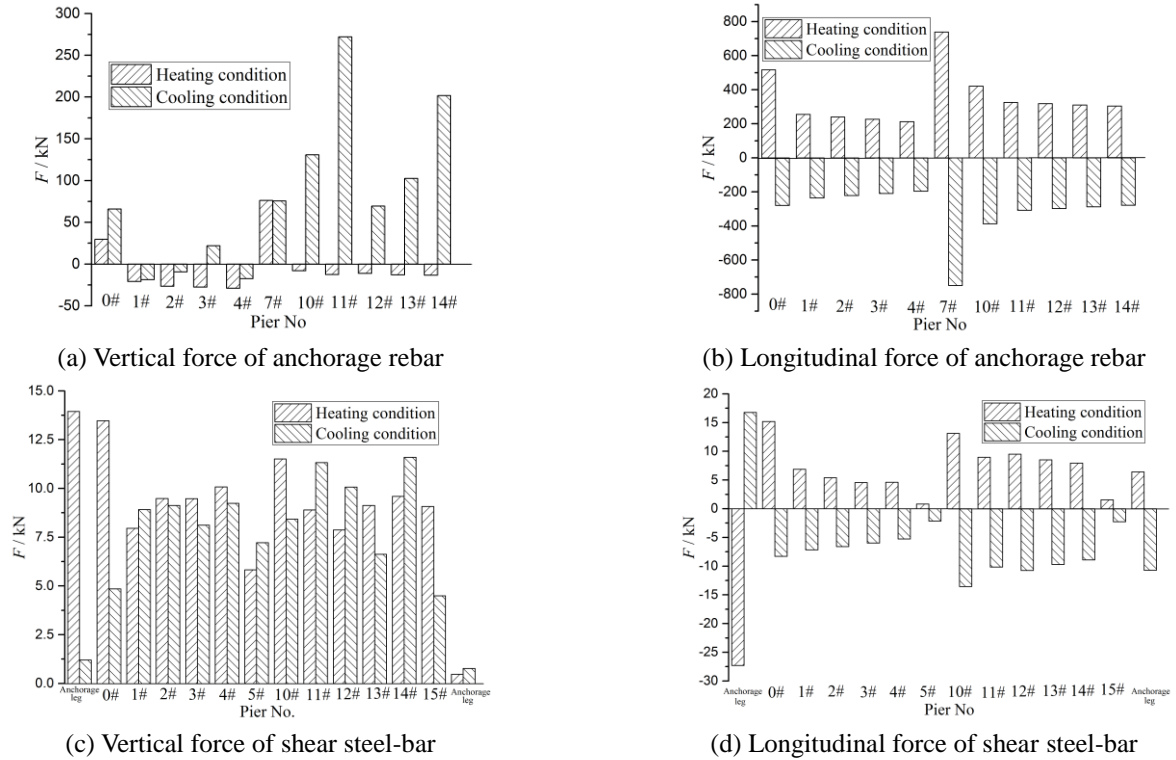 300
250
200
150
100
50
0
-50
F / kN
Heating condition
Cooling condition
0# 1# 2# 3# 4# 7# 10# 11# 12# 13# 14#
Pier No
(a) Vertical force of anchorage rebar
800
600
400
200
0
-200
-400
-600
-800
F / kN
Heating condition
Cooling condition
0# 1# 2# 3# 4# 7# 10# 11# 12# 13# 14#
Pier No
(b) Longitudinal force of anchorage rebar
15.0
12.5
10.0
7.5
5.0
2.5
0.0
F / kN
Heating condition
Cooling condition
Anchorage leg 0# 1# 2# 3# 4# 5# 10# 11# 12# 13# 14# 15# Anchorage leg
Pier No.
(c) Vertical force of shear steel-bar
20
15
10
5
0
-5
-10
-15
-20
-25
-30
F / kN
Heating condition
Cooling condition
Anchorage leg 0# 1# 2# 3# 4# 5# 10# 11# 12# 13# 14# 15# Anchorage leg
Pier No
(d) Longitudinal force of shear steel-bar